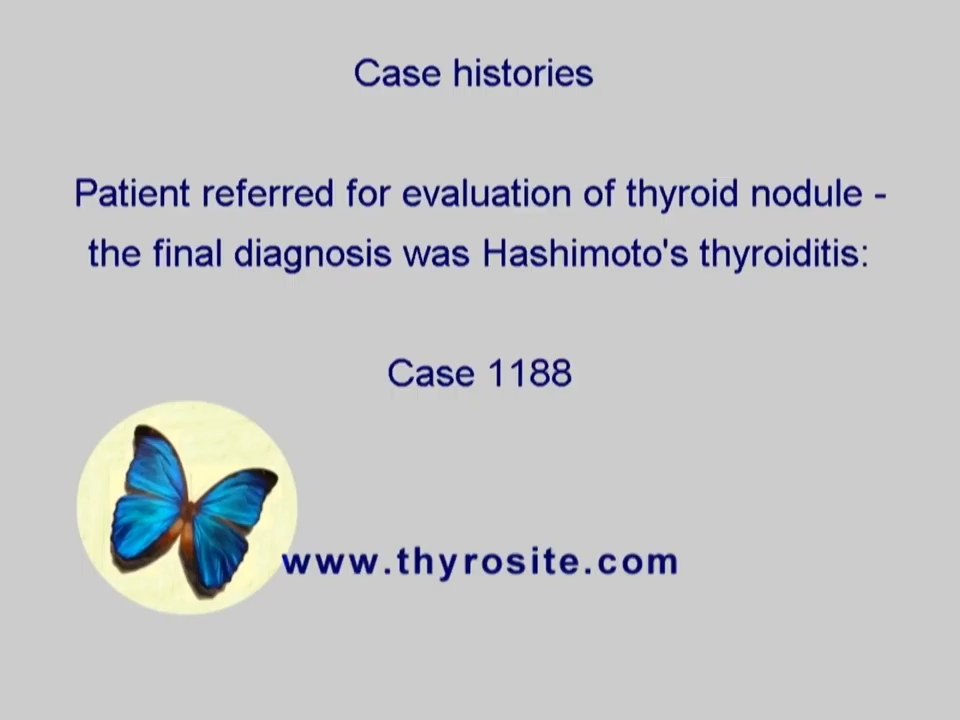 Case histories
Patient referred for evaluation of thyroid nodule -
the final diagnosis was Hashimoto's thyroiditis:
Case 1188
www.thyrosite.com